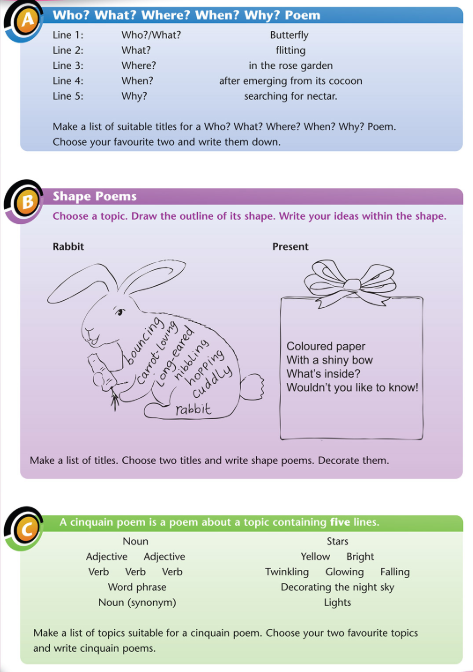 A
Who? What? Where? When? Why? Poem
Line 1: Who?/What? Butterfly
Line 2: What? flitting
Line 3: Where? in the rose garden
Line 4: When? after emerging from its cocoon
Line 5: Why? searching for nectar.
Make a list of suitable titles for a Who? What? Where? When? Why? Poem.
Choose your favourite two and write them down.
B
Shape Poems
Choose a topic. Draw the outline of its shape. Write your ideas within the shape.
Rabbit Present
bouncing
carrot-loving
long-eared
nibbling
hopping
cuddly
rabbit
Coloured paper
With a shiny bow
What's inside?
Wouldn't you like to know!
Make a list of titles. Choose two titles and write shape poems. Decorate them.
C
A cinquain poem is a poem about a topic containing five lines.
Noun Stars
Adjective Adjective Yellow Bright
Verb Verb Verb Twinkling Glowing Falling
Word phrase Decorating the night sky
Noun (synonym) Lights
Make a list of topics suitable for a cinquain poem. Choose your two favourite topics
and write cinquain poems.